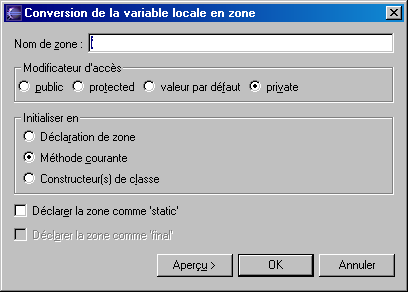 Conversion de la variable locale en zone
Nom de zone :
Modificateur d'accès
public protected valeur par défaut private
Initialiser en
Déclaration de zone
Méthode courante
Constructeur(s) de classe
Déclarer la zone comme 'static'
Déclarer la zone comme 'final'
Aperçu > OK Annuler